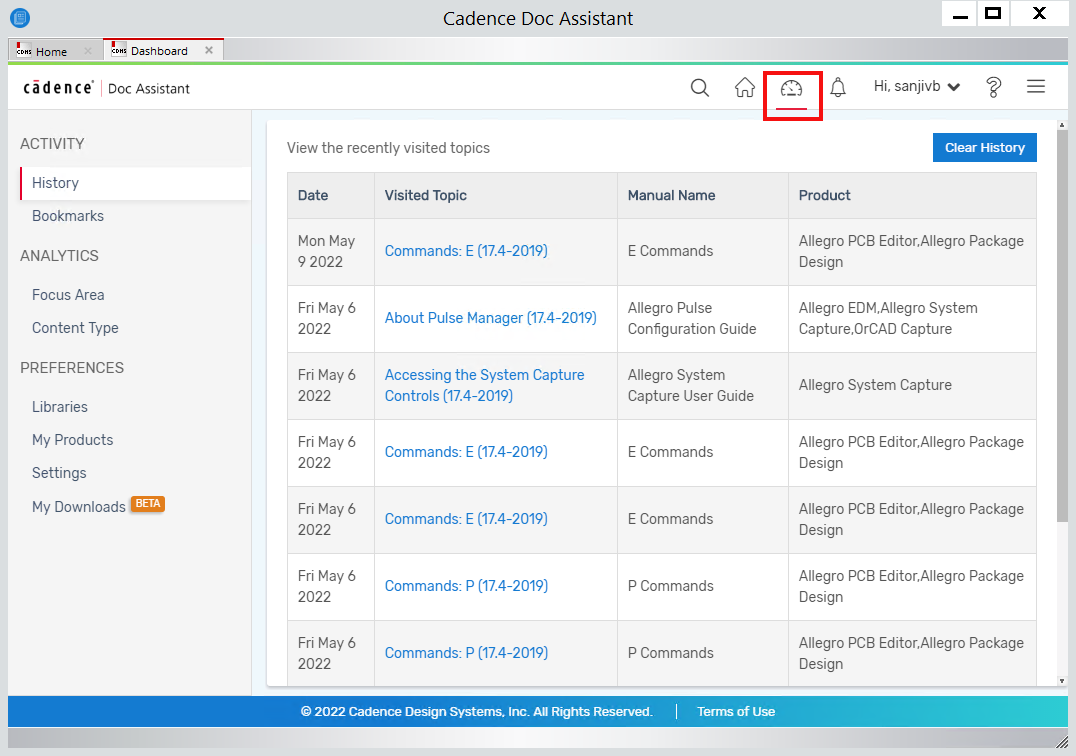 Cadence Doc Assistant
CDNS Home
CDNS Dashboard
cādence® Doc Assistant
Hi, sanjivb
ACTIVITY
History
Bookmarks
ANALYTICS
Focus Area
Content Type
PREFERENCES
Libraries
My Products
Settings
My Downloads BETA
View the recently visited topics
Clear History
Date Visited Topic Manual Name Product
Mon May
9 2022
Commands: E (17.4-2019)
E Commands
Allegro PCB Editor,Allegro Package
Design
Fri May 6
2022
About Pulse Manager (17.4-2019)
Allegro Pulse
Configuration Guide
Allegro EDM,Allegro System
Capture,OrCAD Capture
Fri May 6
2022
Accessing the System Capture
Controls (17.4-2019)
Allegro System
Capture User Guide
Allegro System Capture
Fri May 6
2022
Commands: E (17.4-2019)
E Commands
Allegro PCB Editor,Allegro Package
Design
Fri May 6
2022
Commands: E (17.4-2019)
E Commands
Allegro PCB Editor,Allegro Package
Design
Fri May 6
2022
Commands: P (17.4-2019)
P Commands
Allegro PCB Editor,Allegro Package
Design
Fri May 6
2022
Commands: P (17.4-2019)
P Commands
Allegro PCB Editor,Allegro Package
Design
© 2022 Cadence Design Systems, Inc. All Rights Reserved. | Terms of Use